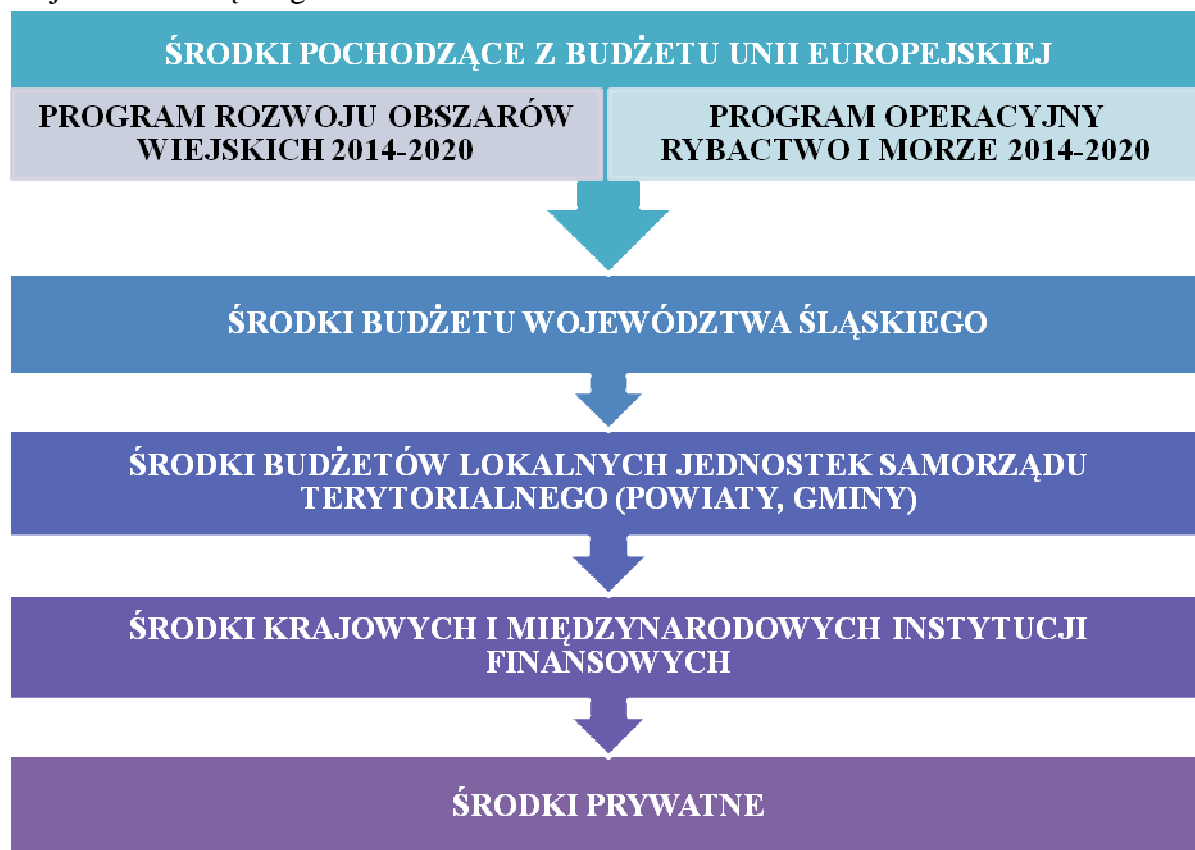 ŚRODKI POCHODZĄCE Z BUDŻETU UNII EUROPEJSKIEJ
PROGRAM ROZWOJU OBSZARÓW
WIEJSKICH 2014-2020
PROGRAM OPERACYJNY
RYBACTWO I MORZE 2014-2020
ŚRODKI BUDŻETU WOJEWÓDZTWA ŚLĄSKIEGO
ŚRODKI BUDŻETÓW LOKALNYCH JEDNOSTEK SAMORZĄDU
TERYTORIALNEGO (POWIATY, GMINY)
ŚRODKI KRAJOWYCH I MIĘDZYNARODOWYCH INSTYTUCJI
FINANSOWYCH
ŚRODKI PRYWATNE